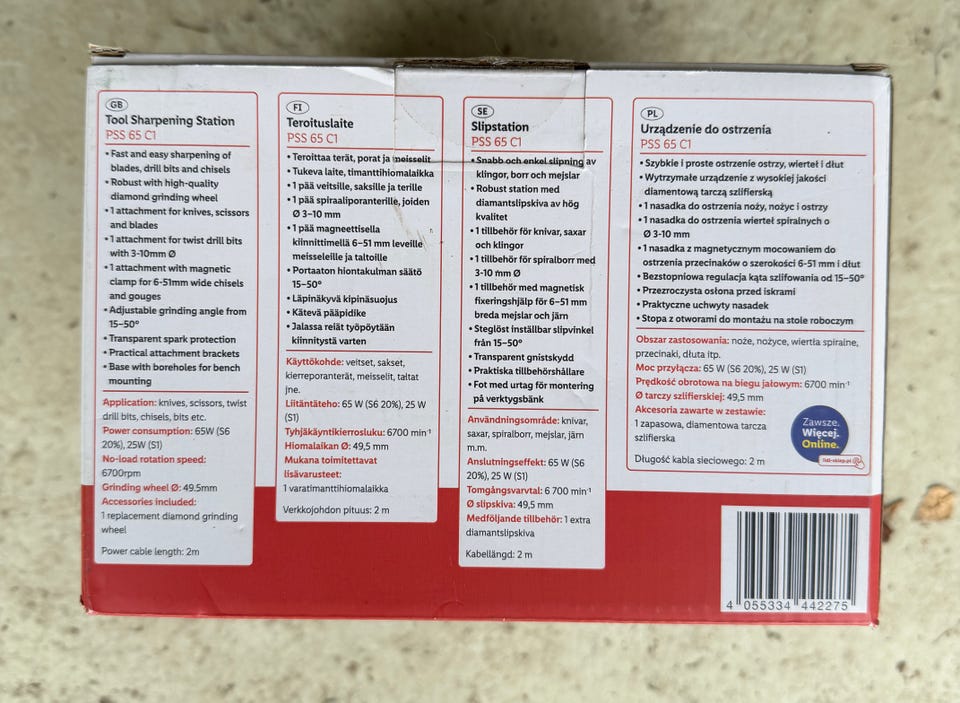 GB
Tool Sharpening Station
PSS 65 C1
• Fast and easy sharpening of
blades, drill bits and chisels
• Robust with high-quality
diamond grinding wheel
• 1 attachment for knives, scissors
and blades
• 1 attachment for twist drill bits
with 3-10mm Ø
• 1 attachment with magnetic
clamp for 6-51mm wide chisels
and gouges
• Adjustable grinding angle from
15–50°
• Transparent spark protection
• Practical attachment brackets
• Base with boreholes for bench
mounting
Application: knives, scissors, twist
drill bits, chisels, bits etc.
Power consumption: 65W (S6
20%), 25W (S1)
No-load rotation speed:
6700rpm
Grinding wheel Ø: 49.5mm
Accessories included:
1 replacement diamond grinding
wheel
Power cable length: 2m
FI
Teroituslaite
PSS 65 C1
• Teroittaa terät, porat ja meisselit
• Tukeva laite, timanttihiomalaikka
• 1 pää veitsille, saksille ja terille
• 1 pää spiraaliporanterille, joiden
Ø 3–10 mm
• 1 pää magneettisella
kiinnittimellä 6–51 mm leveille
meisseleille ja taltoille
• Portaaton hiontakulman säätö
15–50°
• Läpinäkyvä kipinäsuojus
• Kätevä pääpidike
• Jalassa reiät työpöytään
kiinnitystä varten
Käyttökohde: veitset, sakset,
kierreporanterät, meisselit, taltat
jne.
Liitäntäteho: 65 W (S6 20%), 25 W
(S1)
Tyhjäkäyntikierrosluku: 6700 min⁻¹
Hiomalaikan Ø: 49,5 mm
Mukana toimitettavat
lisävarusteet:
1 varatimanttihiomalaikka
Verkkojohdon pituus: 2 m
SE
Slipstation
PSS 65 C1
• Snabb och enkel slipning av
klingor, borr och mejslar
• Robust station med
diamantslipskiva av hög
kvalitet
• 1 tillbehör för knivar, saxar
och klingor
• 1 tillbehör för spiralborr med
3-10 mm Ø
• 1 tillbehör med magnetisk
fixeringshjälp för 6–51 mm
breda mejslar och järn
• Steglöst inställbar slipvinkel
från 15–50°
• Transparent gnistskydd
• Praktiska tillbehörshållare
• Fot med urtag för montering
på verktygsbänk
Användningsområde: knivar,
saxar, spiralborr, mejslar, järn
m.m.
Anslutningseffekt: 65 W (S6
20%), 25 W (S1)
Tomgångsvarvtal: 6 700 min⁻¹
Ø slipskiva: 49,5 mm
Medföljande tillbehör: 1 extra
diamantslipskiva
Kabellängd: 2 m
PL
Urządzenie do ostrzenia
PSS 65 C1
• Szybkie i proste ostrzenie ostrzy, wierteł i dłut
• Wytrzymałe urządzenie z wysokiej jakości
diamentową tarczą szlifierską
• 1 nasadka do ostrzenia noży, nożyc i ostrzy
• 1 nasadka do ostrzenia wierteł spiralnych o
Ø 3-10 mm
• 1 nasadka z magnetycznym mocowaniem do
ostrzenia przecinaków o szerokości 6-51 mm i dłut
• Bezstopniowa regulacja kąta szlifowania od 15–50°
• Przezroczysta osłona przed iskrami
• Praktyczne uchwyty nasadek
• Stopa z otworami do montażu na stole roboczym
Obszar zastosowania: noże, nożyce, wiertła spiralne,
przecinaki, dłuta itp.
Moc przyłącza: 65 W (S6 20%), 25 W (S1)
Prędkość obrotowa na biegu jałowym: 6700 min⁻¹
Ø tarczy szlifierskiej: 49,5 mm
Akcesoria zawarte w zestawie:
1 zapasowa, diamentowa tarcza
szlifierska
Długość kabla sieciowego: 2 m
Zawsze.
Więcej.
Online.
lidl-sklep.pl
4 055334 442275